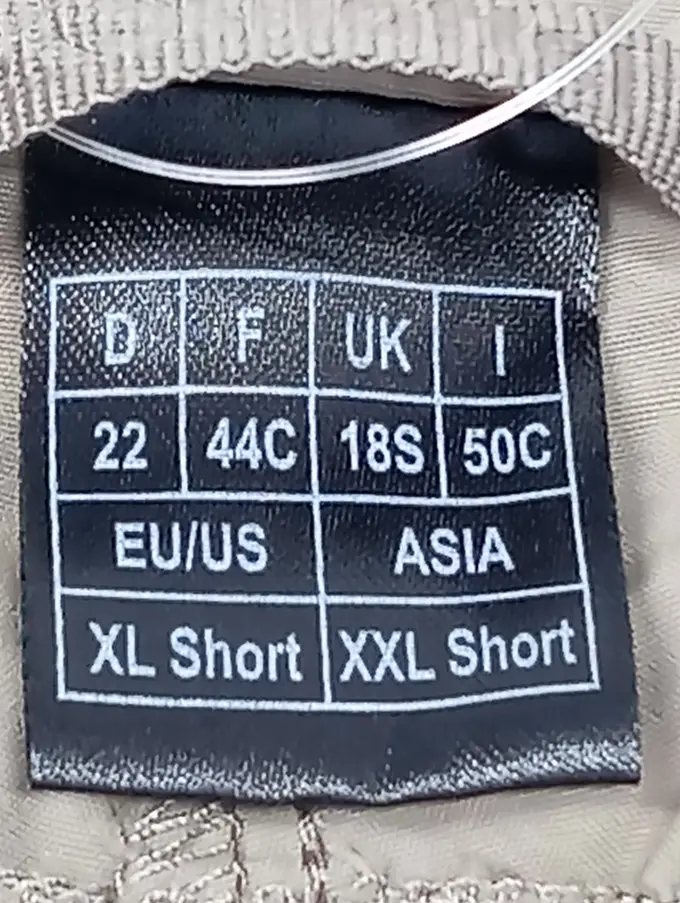 D F UK I
22 44C 18S 50C
EU/US ASIA
XL Short XXL Short